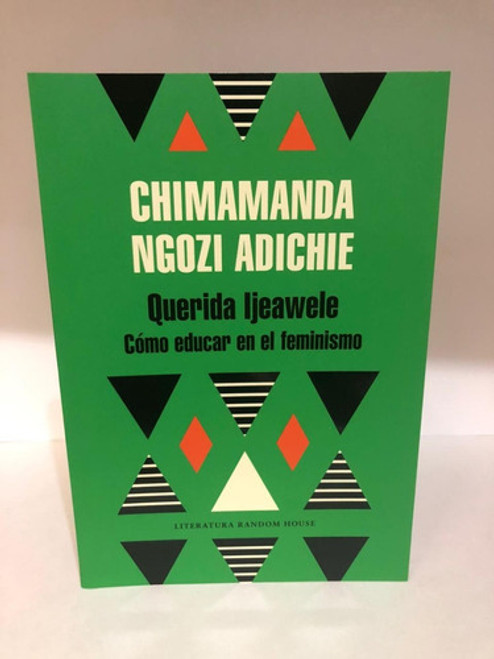 CHIMAMANDA
NGOZI ADICHIE
Querida Ijeawele
Cómo educar en el feminismo
LITERATURA RANDOM HOUSE